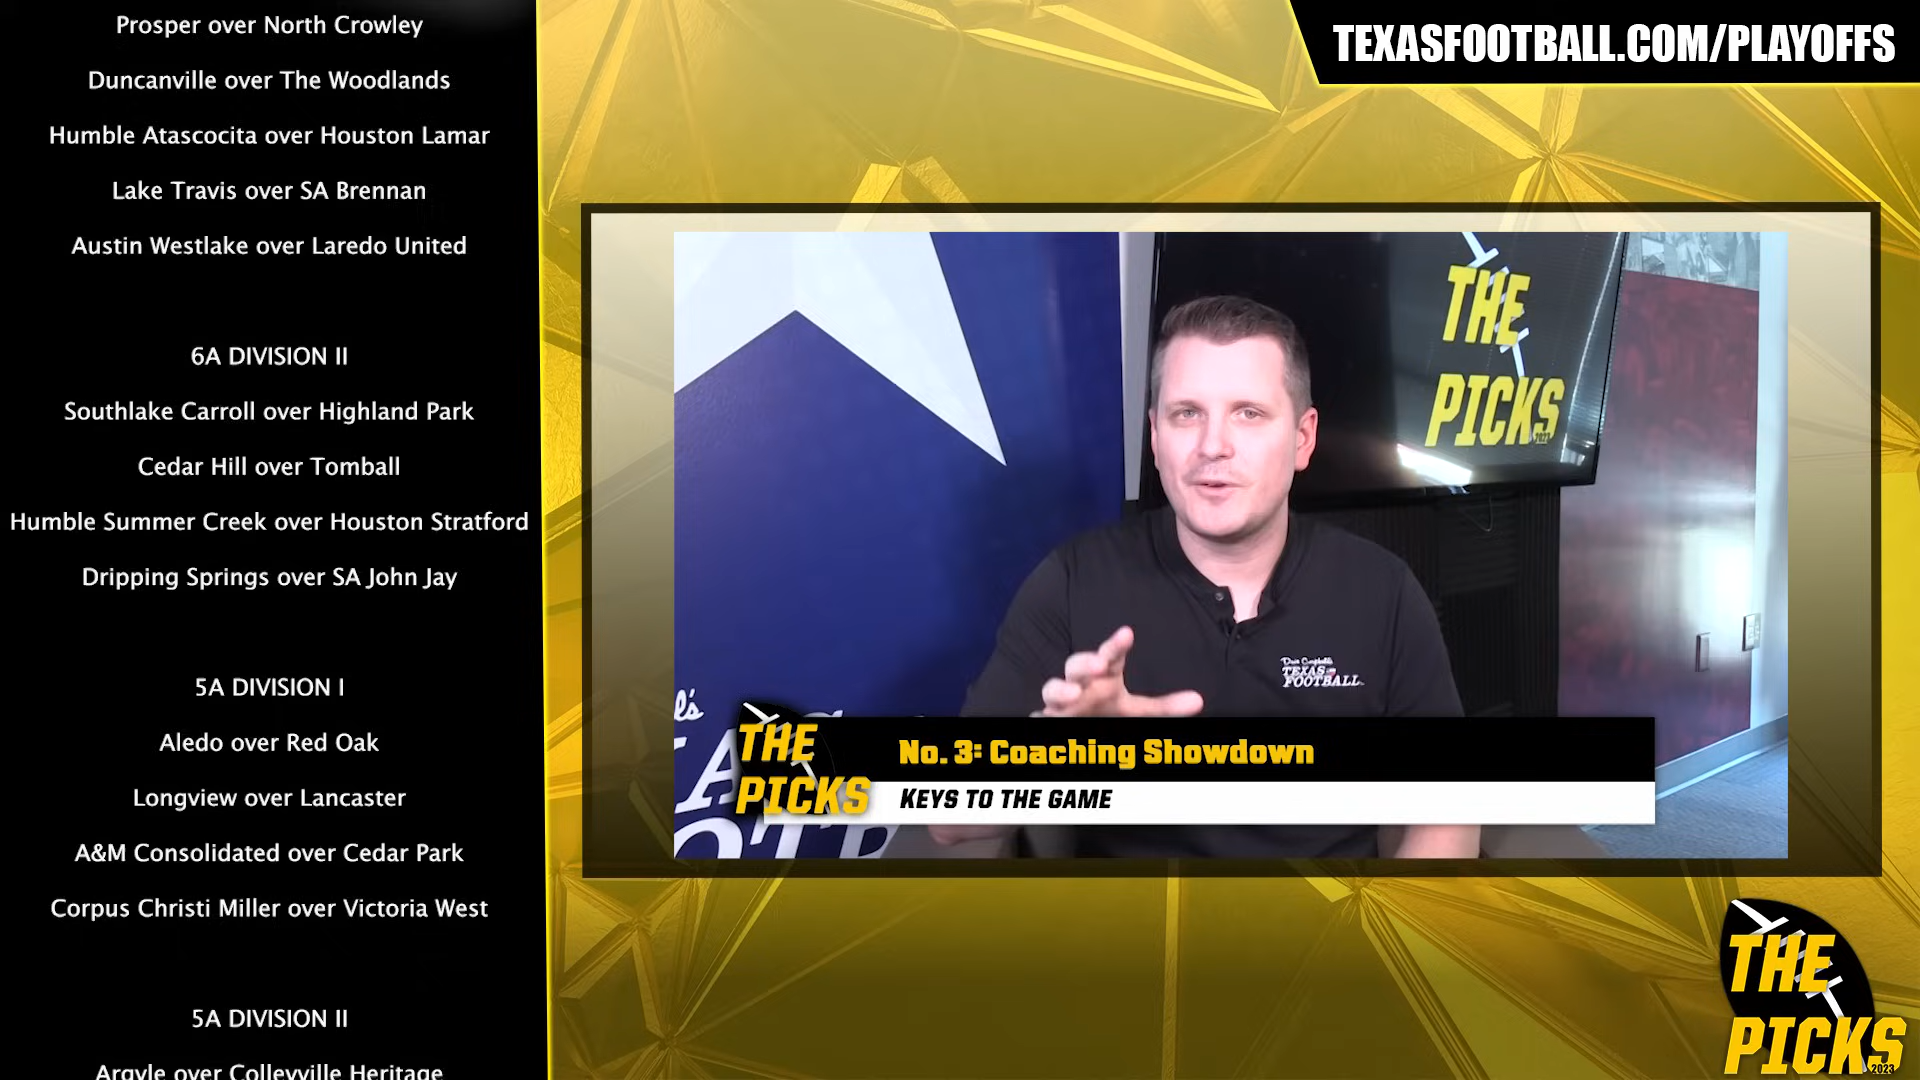 Prosper over North Crowley
Duncanville over The Woodlands
Humble Atascocita over Houston Lamar
Lake Travis over SA Brennan
Austin Westlake over Laredo United
6A DIVISION II
Southlake Carroll over Highland Park
Cedar Hill over Tomball
Humble Summer Creek over Houston Stratford
Dripping Springs over SA John Jay
5A DIVISION I
Aledo over Red Oak
Longview over Lancaster
A&M Consolidated over Cedar Park
Corpus Christi Miller over Victoria West
5A DIVISION II
Argyle over Colleyville Heritage
TEXASFOOTBALL.COM/PLAYOFFS
THE
PICKS
2023
Dave Campbell's
TEXAS
FOOTBALL
THE
PICKS
No. 3: Coaching Showdown
KEYS TO THE GAME
THE
PICKS
2023